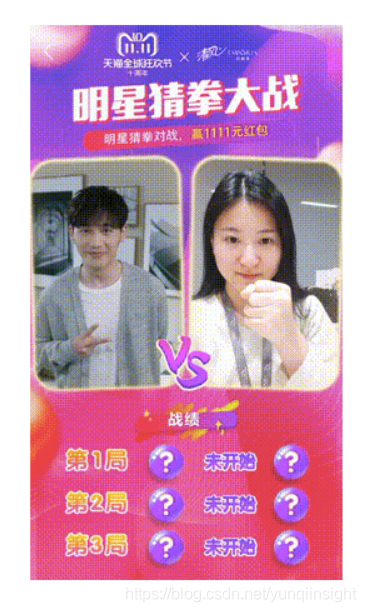 11.11
天猫全球狂欢节
十周年
×
清风
明星猜拳大战
明星猜拳对战，赢1111元红包
VS
战绩
第1局 ? 未开始 ?
第2局 ? 未开始 ?
第3局 ? 未开始 ?
https://blog.csdn.net/yunqiinsight